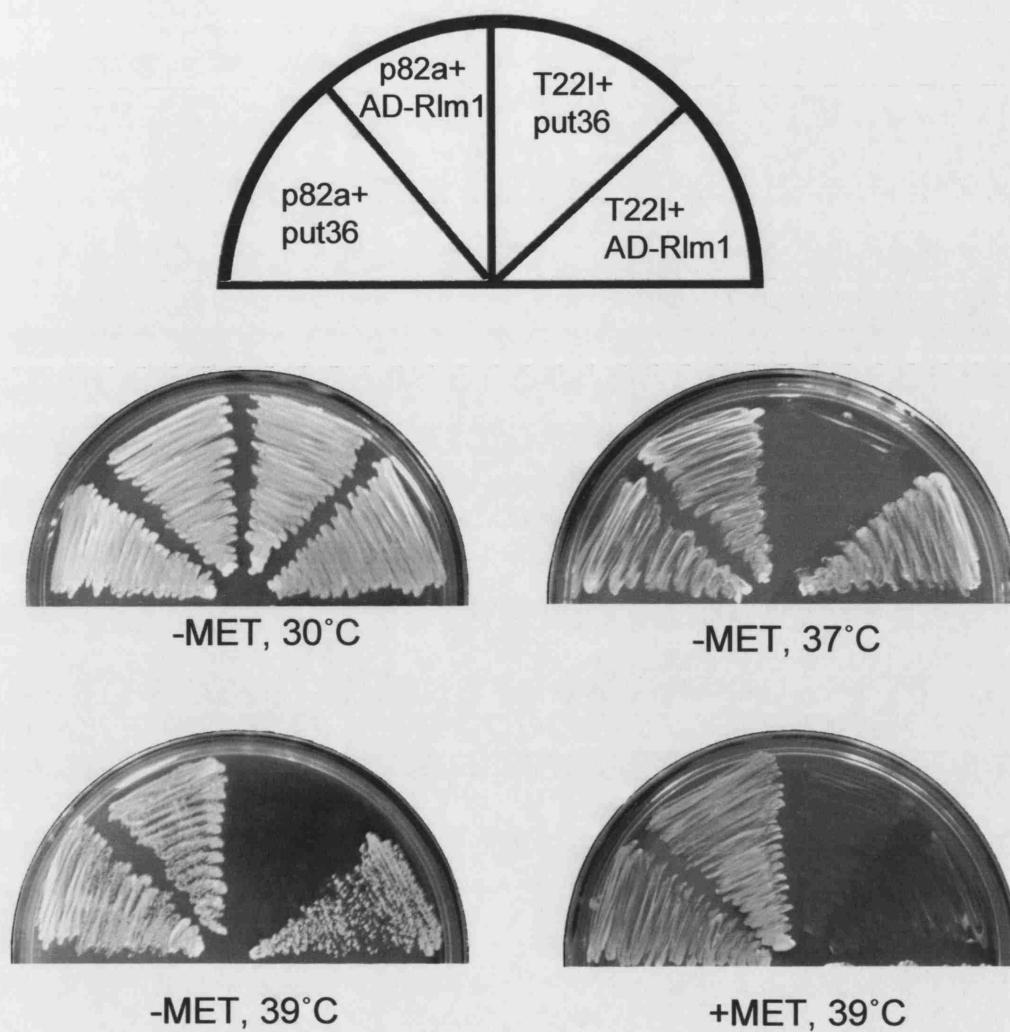 p82a+
put36
p82a+
AD-Rlm1
T22I+
put36
T22I+
AD-Rlm1
-MET, 30°C
-MET, 37°C
-MET, 39°C
+MET, 39°C